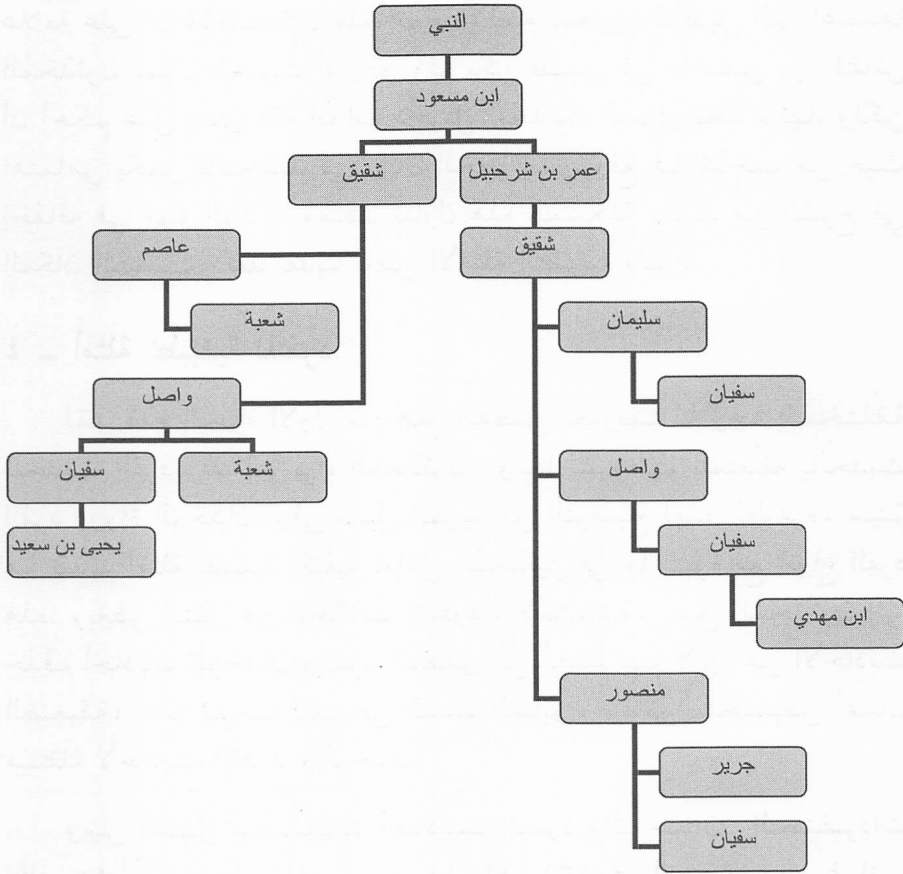 النبي
ابن مسعود
شقيق
عمر بن شرحبيل
شقيق
عاصم
شعبة
سليمان
سفيان
واصل
سفيان
شعبة
يحيى بن سعيد
واصل
سفيان
ابن مهدي
منصور
جرير
سفيان